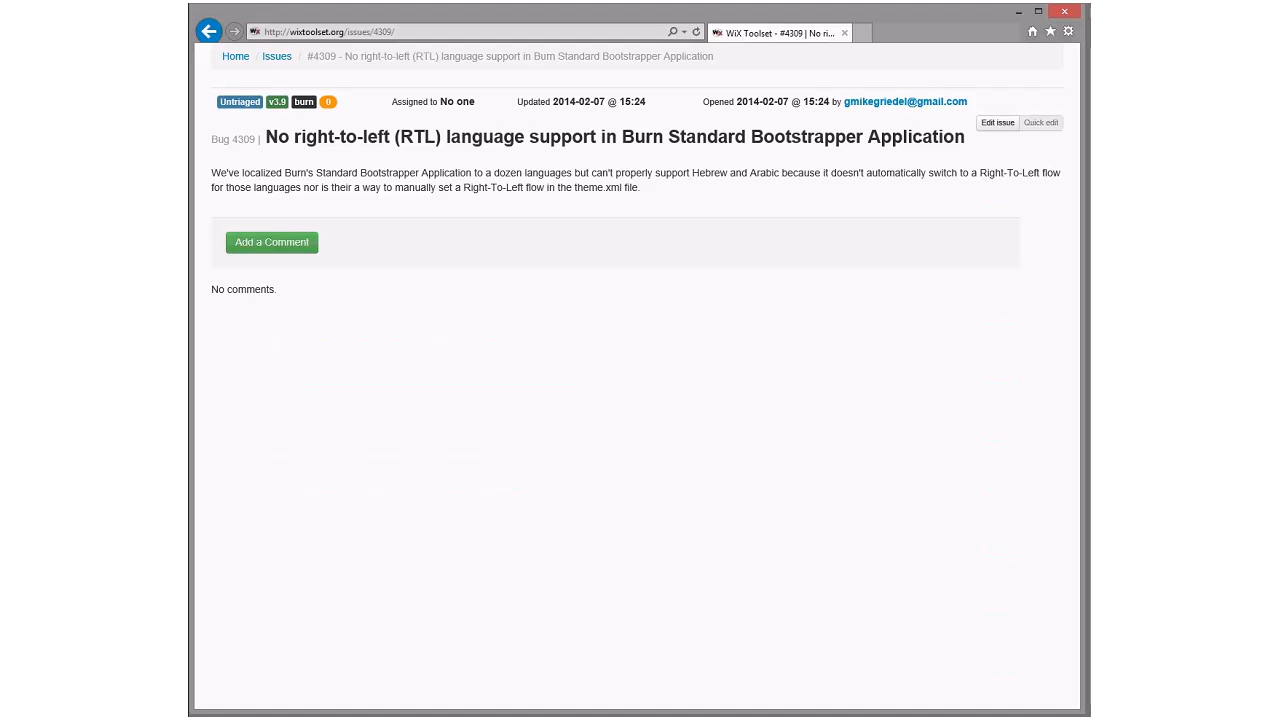 http://wixtoolset.org/issues/4309/
WiX Toolset - #4309 | No ri...
Home / Issues / #4309 - No right-to-left (RTL) language support in Burn Standard Bootstrapper Application
Untriaged v3.9 burn 0 Assigned to No one Updated 2014-02-07 @ 15:24 Opened 2014-02-07 @ 15:24 by gmikegriedel@gmail.com
Edit issue Quick edit
Bug 4309 | No right-to-left (RTL) language support in Burn Standard Bootstrapper Application
We've localized Burn's Standard Bootstrapper Application to a dozen languages but can't properly support Hebrew and Arabic because it doesn't automatically switch to a Right-To-Left flow
for those languages nor is their a way to manually set a Right-To-Left flow in the theme.xml file.
Add a Comment
No comments.